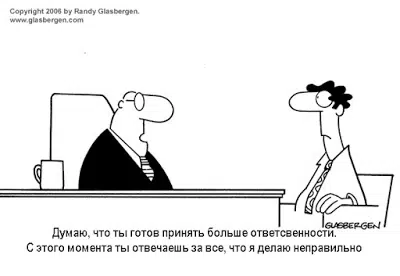 Copyright 2006 by Randy Glasbergen.
www.glasbergen.com
GLASBERGEN
Думаю, что ты готов принять больше ответсвенности.
С этого момента ты отвечаешь за все, что я делаю неправильно